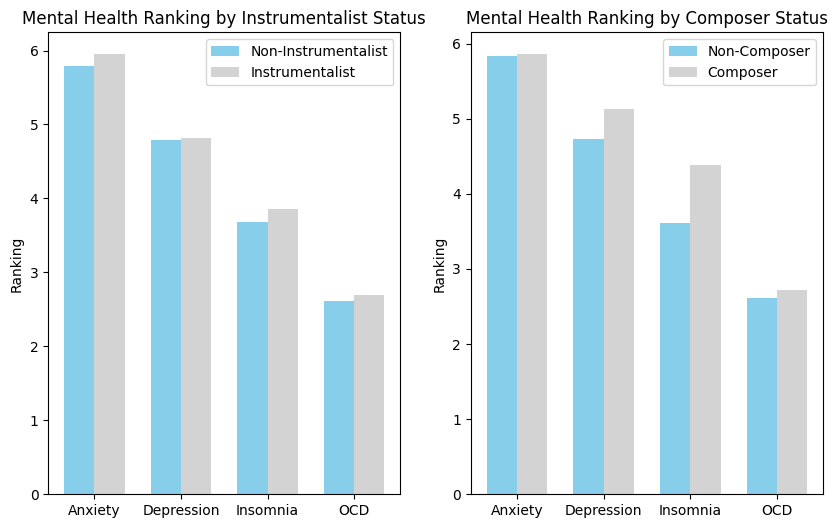 Mental Health Ranking by Instrumentalist Status
Non-Instrumentalist
Instrumentalist
Ranking
6
5
4
3
2
1
0
Anxiety Depression Insomnia OCD
Mental Health Ranking by Composer Status
Non-Composer
Composer
Ranking
6
5
4
3
2
1
0
Anxiety Depression Insomnia OCD